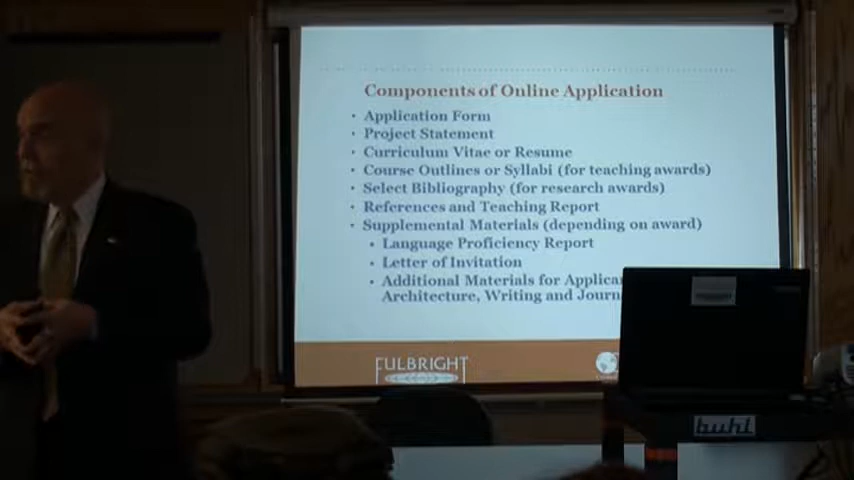 Components of Online Application
• Application Form
• Project Statement
• Curriculum Vitae or Resume
• Course Outlines or Syllabi (for teaching awards)
• Select Bibliography (for research awards)
• References and Teaching Report
• Supplemental Materials (depending on award)
• Language Proficiency Report
• Letter of Invitation
• Additional Materials for
Architecture, Writing and
FULBRIGHT
buhl